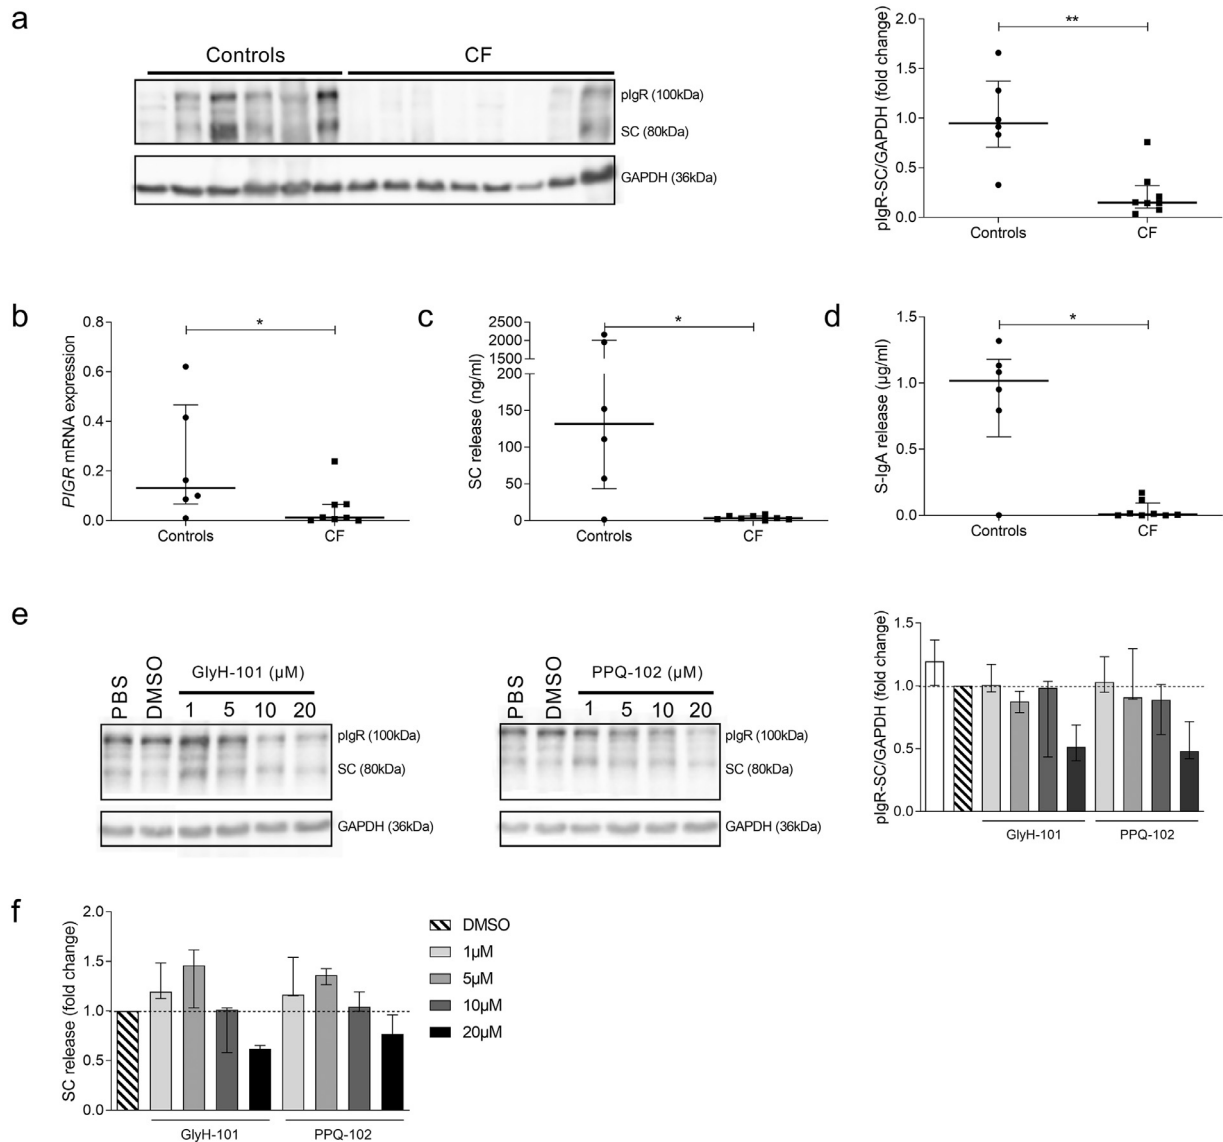 a
Controls
CF
pIgR (100kDa)
SC (80kDa)
GAPDH (36kDa)
pIgR-SC/GAPDH (fold change)
2.0
1.5
1.0
0.5
0.0
**
Controls
CF
b
PIGR mRNA expression
0.8
0.6
0.4
0.2
0.0
*
Controls
CF
c
SC release (ng/ml)
2500
2000
1500
200
150
100
50
0
*
Controls
CF
d
S-IgA release (µg/ml)
1.5
1.0
0.5
0.0
*
Controls
CF
e
PBS
DMSO
GlyH-101 (µM)
1 5 10 20
pIgR (100kDa)
SC (80kDa)
GAPDH (36kDa)
PBS
DMSO
PPQ-102 (µM)
1 5 10 20
pIgR (100kDa)
SC (80kDa)
GAPDH (36kDa)
pIgR-SC/GAPDH (fold change)
1.5
1.0
0.5
0.0
GlyH-101
PPQ-102
f
SC release (fold change)
2.0
1.5
1.0
0.5
0.0
GlyH-101
PPQ-102
DMSO
1µM
5µM
10µM
20µM